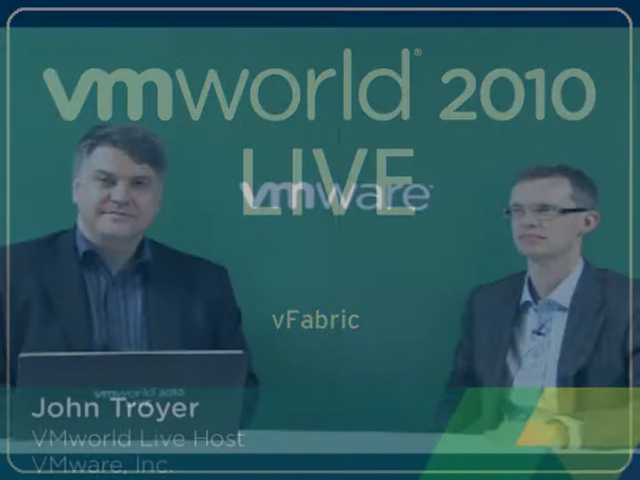 vmworld® 2010
LIVE
vmware
vFabric
vmworld 2010
John Troyer
VMworld Live Host
VMware, Inc.